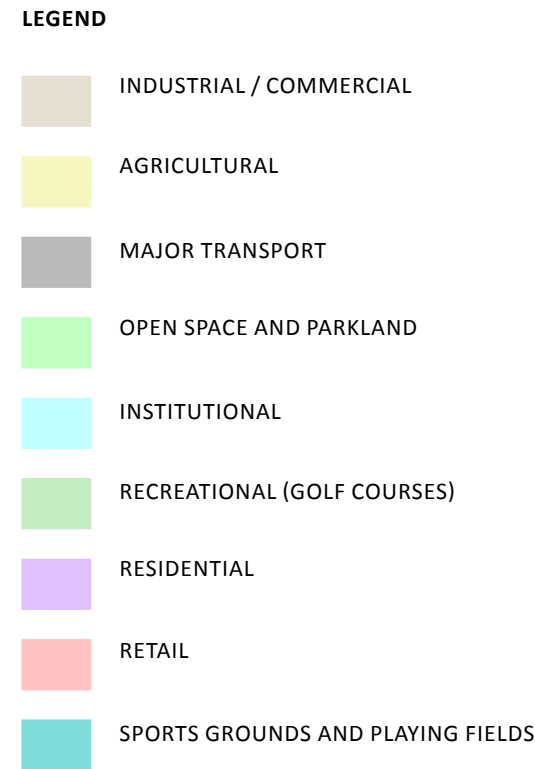 LEGEND
INDUSTRIAL / COMMERCIAL
AGRICULTURAL
MAJOR TRANSPORT
OPEN SPACE AND PARKLAND
INSTITUTIONAL
RECREATIONAL (GOLF COURSES)
RESIDENTIAL
RETAIL
SPORTS GROUNDS AND PLAYING FIELDS